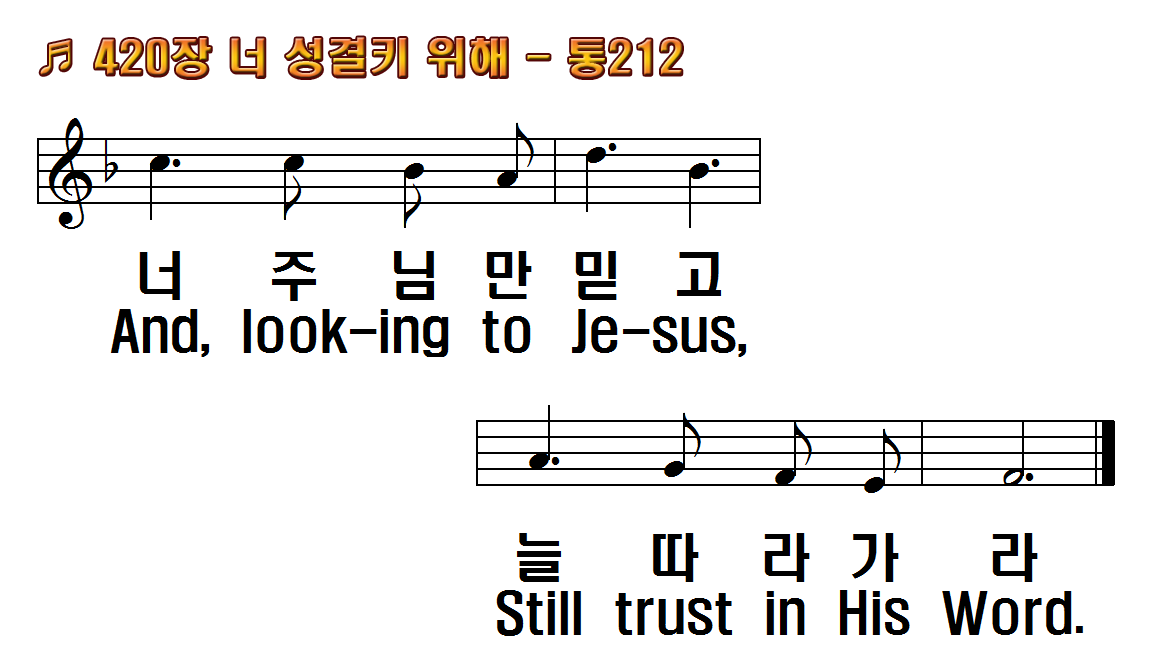 ♬ 420장 너 성결키 위해 - 통212
너 주 님 만 믿 고
And, look-ing to Je-sus,
늘 따 라 가 라
Still trust in His Word.